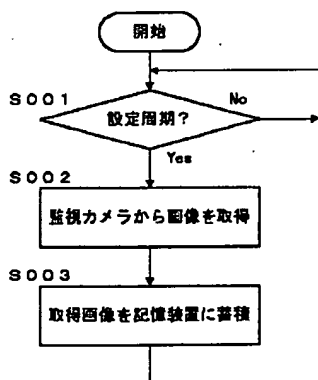 開始
S001
設定周期?
No
Yes
S002
監視カメラから画像を取得
S003
取得画像を記憶装置に蓄積